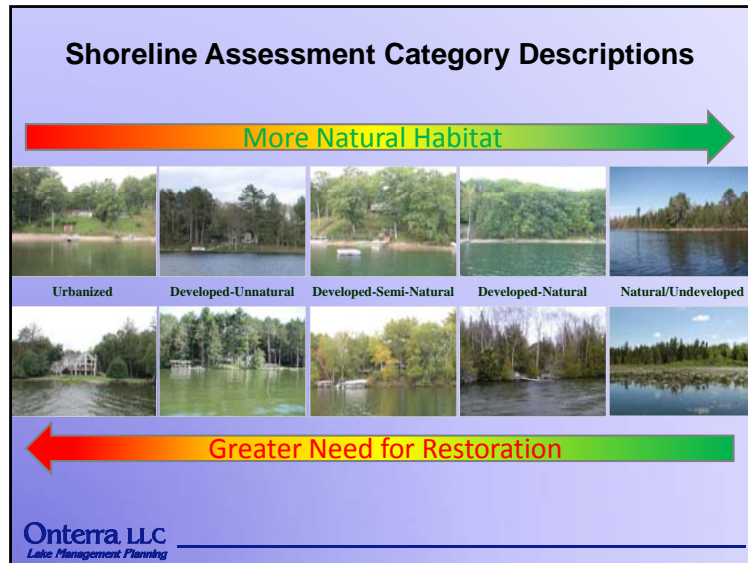 Shoreline Assessment Category Descriptions
More Natural Habitat
Urbanized
Developed-Unnatural
Developed-Semi-Natural
Developed-Natural
Natural/Undeveloped
Greater Need for Restoration
Onterra, LLC
Lake Management Planning